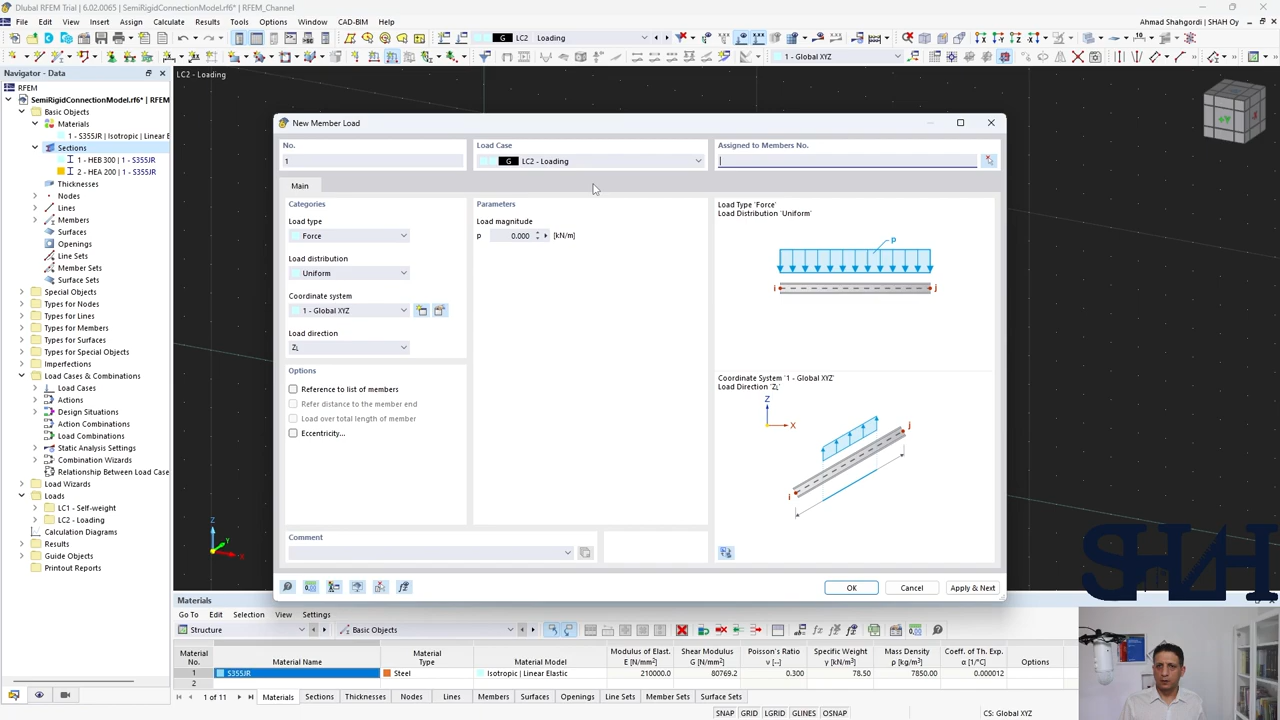 Dlubal RFEM Trial | 6.02.0065 | SemiRigidConnectionModel.rf6* | RFEM_Channel
File Edit View Insert Assign Calculate Results Tools Options Window CAD-BIM Help
Ahmad Shahgordi | SHAH Oy
G LC2 Loading
1 - Global XYZ
Navigator - Data
LC2 - Loading
RFEM
SemiRigidConnectionModel.rf6* | RFEM
Basic Objects
Materials
1 - S355JR | Isotropic | Linear E
Sections
1 - HEB 300 | 1 - S355JR
2 - HEA 200 | 1 - S355JR
Thicknesses
Nodes
Lines
Members
Surfaces
Openings
Line Sets
Member Sets
Surface Sets
Special Objects
Types for Nodes
Types for Lines
Types for Members
Types for Surfaces
Types for Special Objects
Imperfections
Load Cases & Combinations
Load Cases
Actions
Design Situations
Action Combinations
Load Combinations
Static Analysis Settings
Combination Wizards
Relationship Between Load Case
Load Wizards
Loads
LC1 - Self-weight
LC2 - Loading
Calculation Diagrams
Results
Guide Objects
Printout Reports
New Member Load
No.
1
Load Case
G LC2 - Loading
Assigned to Members No.
Main
Categories
Load type
Force
Load distribution
Uniform
Coordinate system
1 - Global XYZ
Load direction
ZL
Options
Reference to list of members
Refer distance to the member end
Load over total length of member
Eccentricity...
Parameters
Load magnitude
p 0.000 [kN/m]
Load Type 'Force'
Load Distribution 'Uniform'
p
i j
Coordinate System '1 - Global XYZ'
Load Direction 'ZL'
Z
X
j
i
Comment
OK Cancel Apply & Next
Z
Y
X
+Y
SHAH
Materials
Go To Edit Selection View Settings
Structure Basic Objects
Material No.
Material Name
Material Type
Material Model
Modulus of Elast. E [N/mm²]
Shear Modulus G [N/mm²]
Poisson's Ratio ν [--]
Specific Weight γ [kN/m³]
Mass Density ρ [kg/m³]
Coeff. of Th. Exp. α [1/°C]
Options
1 S355JR Steel Isotropic | Linear Elastic 210000.0 80769.2 0.300 78.50 7850.00 0.000012
2
1 of 11 Materials Sections Thicknesses Nodes Lines Members Surfaces Openings Line Sets Member Sets Surface Sets
SNAP GRID LGRID GLINES OSNAP CS: Global XYZ